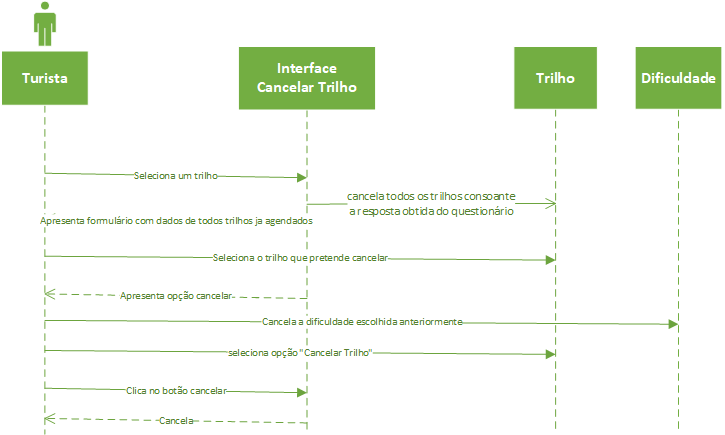 Turista
Interface
Cancelar Trilho
Trilho
Dificuldade
Seleciona um trilho
cancela todos os trilhos consoante
a resposta obtida do questionário
Apresenta formulário com dados de todos trilhos ja agendados
Seleciona o trilho que pretende cancelar
Apresenta opção cancelar
Cancela a dificuldade escolhida anteriormente
seleciona opção "Cancelar Trilho"
Clica no botão cancelar
Cancela